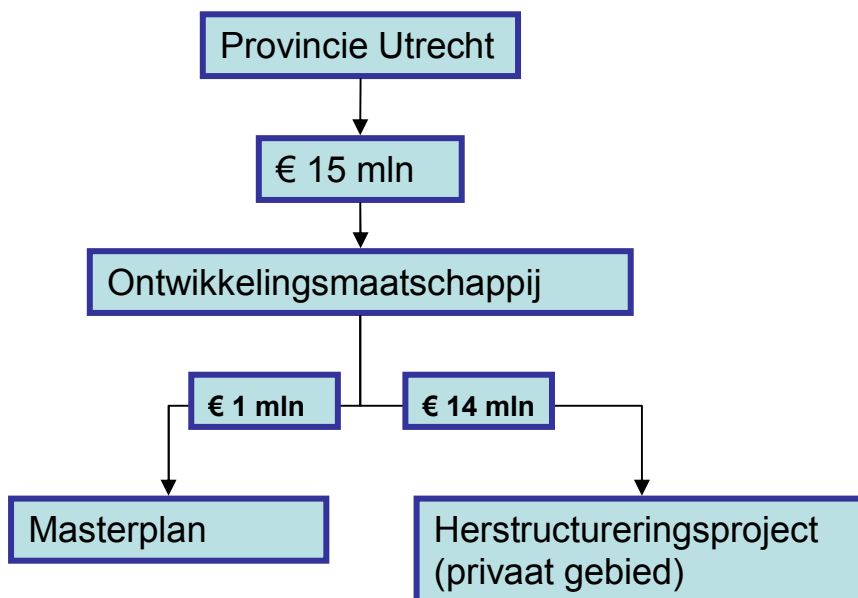 Provincie Utrecht
€ 15 mln
Ontwikkelingsmaatschappij
€ 1 mln
€ 14 mln
Masterplan
Herstructureringsproject
(privaat gebied)